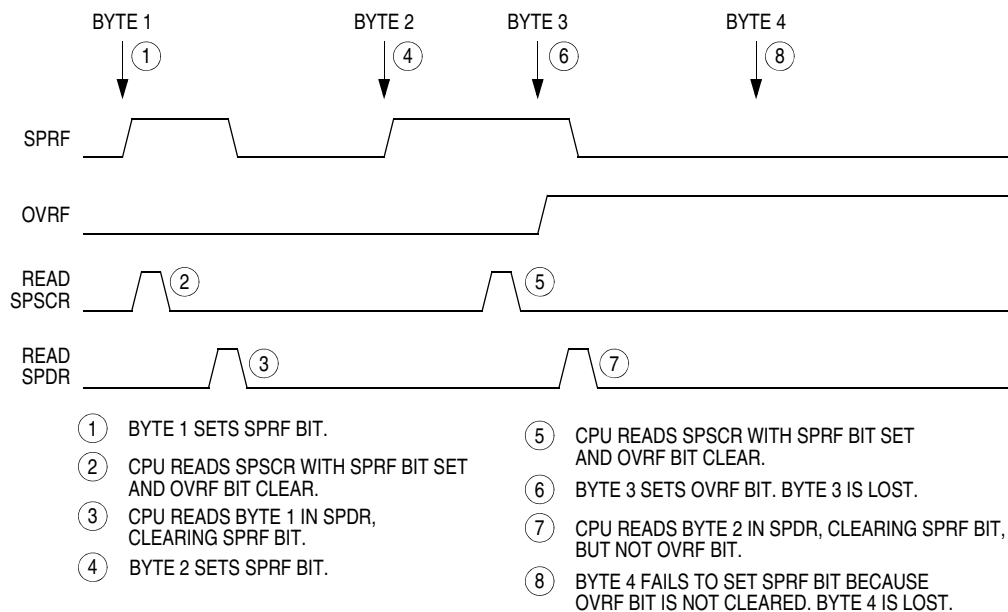 BYTE 1 BYTE 2 BYTE 3 BYTE 4
1 4 6 8
SPRF
OVRF
READ
SPSCR
2 5
READ
SPDR
3 7
1 BYTE 1 SETS SPRF BIT.
2 CPU READS SPSCR WITH SPRF BIT SET
AND OVRF BIT CLEAR.
3 CPU READS BYTE 1 IN SPDR,
CLEARING SPRF BIT.
4 BYTE 2 SETS SPRF BIT.
5 CPU READS SPSCR WITH SPRF BIT SET
AND OVRF BIT CLEAR.
6 BYTE 3 SETS OVRF BIT. BYTE 3 IS LOST.
7 CPU READS BYTE 2 IN SPDR, CLEARING SPRF BIT,
BUT NOT OVRF BIT.
8 BYTE 4 FAILS TO SET SPRF BIT BECAUSE
OVRF BIT IS NOT CLEARED. BYTE 4 IS LOST.